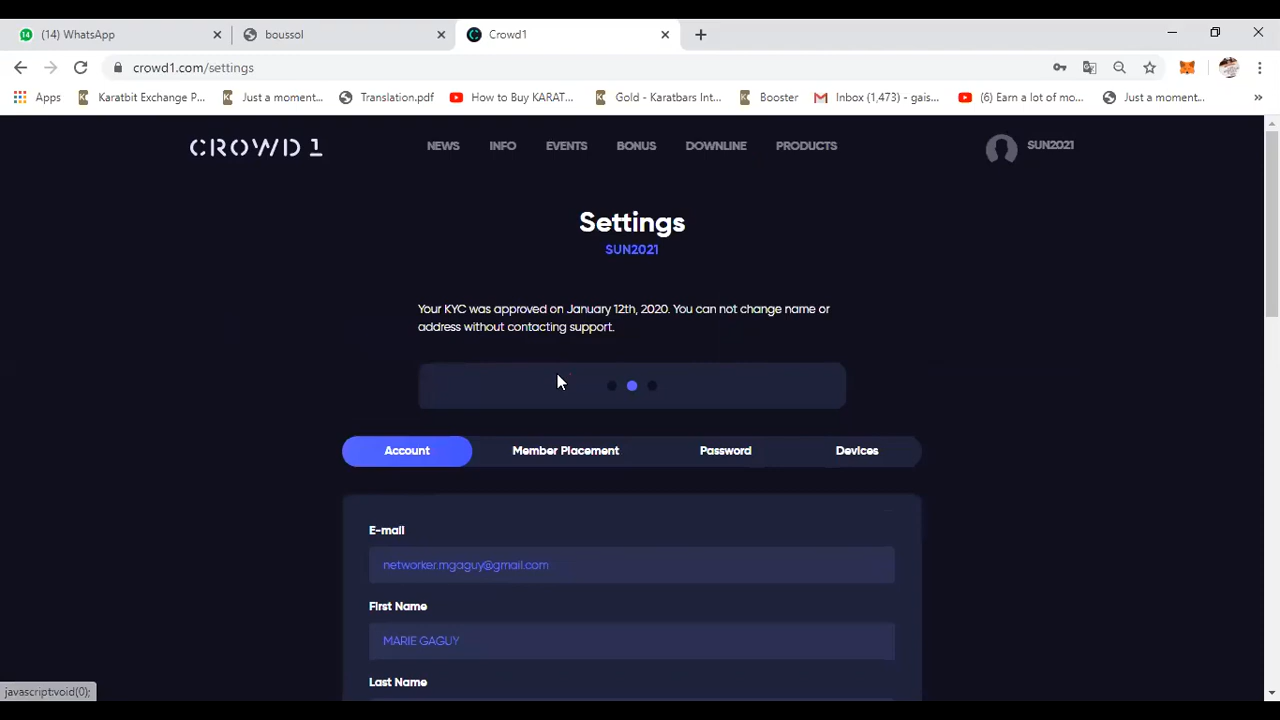 (14) WhatsApp
boussol
Crowd1
crowd1.com/settings
Apps
Karatbit Exchange P...
Just a moment...
Translation.pdf
How to Buy KARAT...
Gold - Karatbars Int...
Booster
Inbox (1,473) - gais...
(6) Earn a lot of mo...
Just a moment...
CROWD 1
NEWS
INFO
EVENTS
BONUS
DOWNLINE
PRODUCTS
SUN2021
Settings
SUN2021
Your KYC was approved on January 12th, 2020. You can not change name or
address without contacting support.
Account
Member Placement
Password
Devices
E-mail
networker.mgaguy@gmail.com
First Name
MARIE GAGUY
Last Name
javascript:void(0);